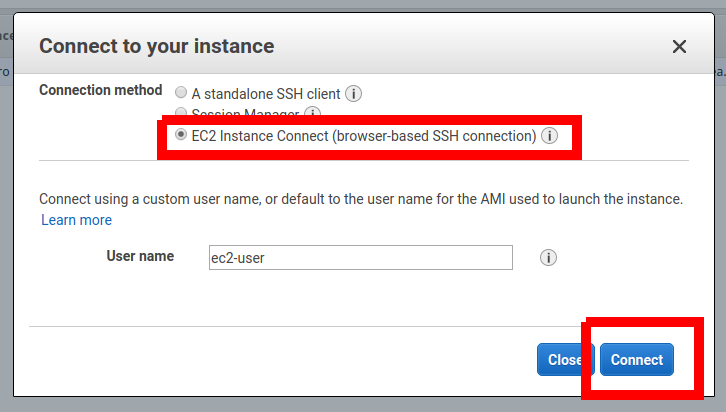 Connect to your instance
Connection method
A standalone SSH client
Session Manager
EC2 Instance Connect (browser-based SSH connection)
Connect using a custom user name, or default to the user name for the AMI used to launch the instance.
Learn more
User name
ec2-user
Close
Connect